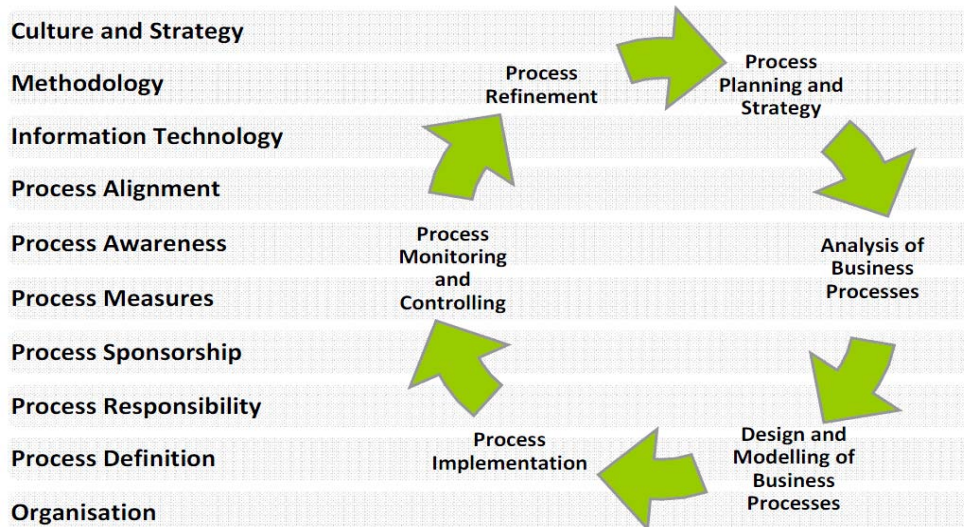 Culture and Strategy
Methodology
Information Technology
Process Alignment
Process Awareness
Process Measures
Process Sponsorship
Process Responsibility
Process Definition
Organisation
Process
Planning and
Strategy
Analysis of
Business
Processes
Design and
Modelling of
Business
Processes
Process
Implementation
Process
Monitoring
and
Controlling
Process
Refinement